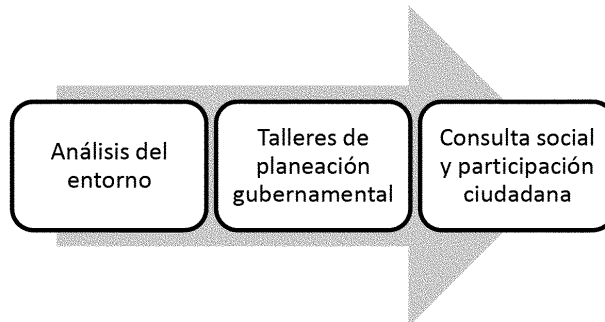 Análisis del
entorno
Talleres de
planeación
gubernamental
Consulta social
y participación
ciudadana